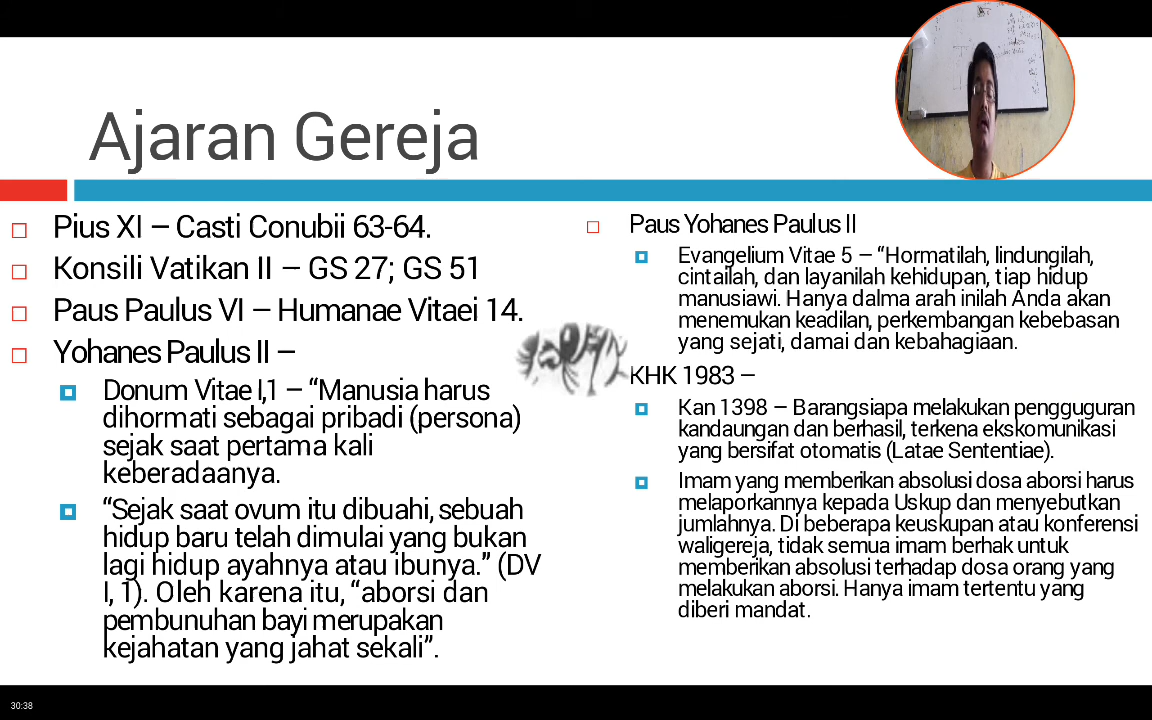 Ajaran Gereja
Pius XI – Casti Conubii 63-64.
Konsili Vatikan II – GS 27; GS 51
Paus Paulus VI – Humanae Vitaei 14.
Yohanes Paulus II –
Donum Vitae I,1 – “Manusia harus
dihormati sebagai pribadi (persona)
sejak saat pertama kali
keberadaanya.
“Sejak saat ovum itu dibuahi, sebuah
hidup baru telah dimulai yang bukan
lagi hidup ayahnya atau ibunya.” (DV
I, 1). Oleh karena itu, “aborsi dan
pembunuhan bayi merupakan
kejahatan yang jahat sekali”.
Paus Yohanes Paulus II
Evangelium Vitae 5 – “Hormatilah, lindungilah,
cintailah, dan layanilah kehidupan, tiap hidup
manusiawi. Hanya dalma arah inilah Anda akan
menemukan keadilan, perkembangan kebebasan
yang sejati, damai dan kebahagiaan.
KHK 1983 –
Kan 1398 – Barangsiapa melakukan pengguguran
kandaungan dan berhasil, terkena ekskomunikasi
yang bersifat otomatis (Latae Sententiae).
Imam yang memberikan absolusi dosa aborsi harus
melaporkannya kepada Uskup dan menyebutkan
jumlahnya. Di beberapa keuskupan atau konferensi
waligereja, tidak semua imam berhak untuk
memberikan absolusi terhadap dosa orang yang
melakukan aborsi. Hanya imam tertentu yang
diberi mandat.
30:38